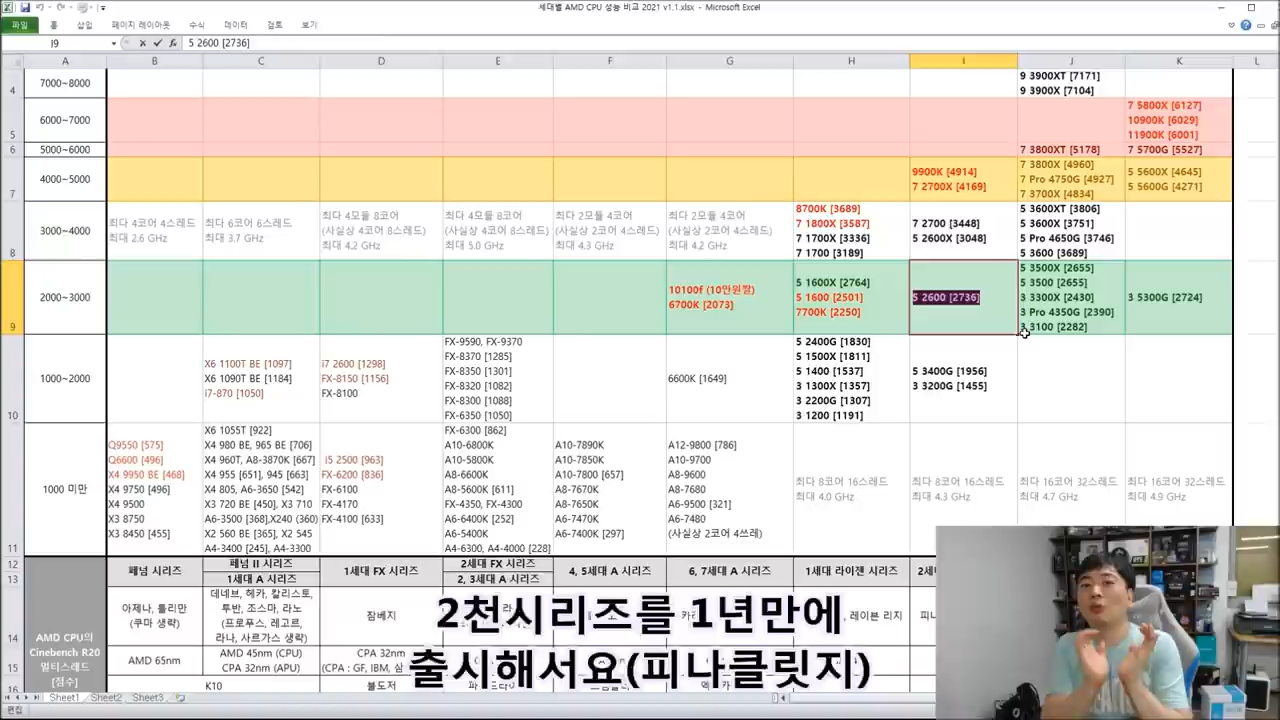 세대별 AMD CPU 성능 비교 2021 v1.1.xlsx - Microsoft Excel
파일 홈 삽입 페이지 레이아웃 수식 데이터 검토 보기
I9 5 2600 [2736]
A B C D E F G H I J K L
4 7000~8000
9 3900XT [7171]
9 3900X [7104]
5 6000~7000
7 5800X [6127]
10900K [6029]
11900K [6001]
6 5000~6000
7 3800XT [5178]
7 5700G [5527]
7 4000~5000
9900K [4914]
7 2700X [4169]
7 3800X [4960]
7 Pro 4750G [4927]
7 3700X [4834]
5 5600X [4645]
5 5600G [4271]
8 3000~4000
최다 4코어 4스레드
최대 2.6 GHz
최다 6코어 6스레드
최대 3.7 GHz
최다 4모듈 8코어
(사실상 4코어 8스레드)
최대 4.2 GHz
최다 4모듈 8코어
(사실상 4코어 8스레드)
최대 5.0 GHz
최다 2모듈 4코어
(사실상 2코어 4스레드)
최대 4.3 GHz
최다 2모듈 4코어
(사실상 2코어 4스레드)
최대 4.2 GHz
8700K [3689]
7 1800X [3587]
7 1700X [3336]
7 1700 [3189]
7 2700 [3448]
5 2600X [3048]
5 3600XT [3806]
5 3600X [3751]
5 Pro 4650G [3746]
5 3600 [3689]
9 2000~3000
10100f (10만원짤)
6700K [2073]
5 1600X [2764]
5 1600 [2501]
7700K [2250]
5 2600 [2736]
5 3500X [2655]
5 3500 [2655]
3 3300X [2430]
3 Pro 4350G [2390]
3 3100 [2282]
3 5300G [2724]
10 1000~2000
X6 1100T BE [1097]
X6 1090T BE [1184]
i7-870 [1050]
i7 2600 [1298]
FX-8150 [1156]
FX-8100
FX-9590, FX-9370
FX-8370 [1285]
FX-8350 [1301]
FX-8320 [1082]
FX-8300 [1088]
FX-6350 [1050]
6600K [1649]
5 2400G [1830]
5 1500X [1811]
5 1400 [1537]
3 1300X [1357]
3 2200G [1307]
3 1200 [1191]
5 3400G [1956]
3 3200G [1455]
11 1000 미만
Q9550 [575]
Q6600 [496]
X4 9950 BE [468]
X4 9750 [496]
X4 9500
X3 8750
X3 8450 [455]
X6 1055T [922]
X4 980 BE, 965 BE [706]
X4 960T, A8-3870K [667]
X4 955 [651], 945 [663]
X4 805, A6-3650 [542]
X3 720 BE [450], X3 710
A6-3500 [368],X240 (360)
X2 560 BE [365], X2 545
A4-3400 [245], A4-3300
i5 2500 [963]
FX-6200 [836]
FX-6100
FX-4170
FX-4100 [633]
FX-6300 [862]
A10-6800K
A10-5800K
A8-6600K
A8-5600K [611]
FX-4350, FX-4300
A6-6400K [252]
A6-5400K
A4-6300, A4-4000 [228]
A10-7890K
A10-7850K
A10-7800 [657]
A8-7670K
A8-7650K
A6-7470K
A6-7400K [297]
A12-9800 [786]
A10-9700
A8-9600
A8-7680
A6-9500 [321]
A6-7480
(사실상 2코어 4쓰레)
최다 8코어 16스레드
최대 4.0 GHz
최다 8코어 16스레드
최대 4.3 GHz
최다 16코어 32스레드
최대 4.7 GHz
최다 16코어 32스레드
최대 4.9 GHz
12 페넘 시리즈 페넘 II 시리즈 1세대 FX 시리즈 2세대 FX 시리즈 4, 5세대 A 시리즈 6, 7세대 A 시리즈 1세대 라이젠 시리즈
13 1세대 A 시리즈 2, 3세대 A 시리즈
14 아제나, 톨리만
(쿠마 생략)
데네브, 헤카, 칼리스토,
투반, 조스마, 라노
(프로푸스, 레고르,
라나, 사르가스 생략)
잠베지
, 레이븐 리지
AMD CPU의
Cinebench R20
멀티스레드
[점수]
15 AMD 65nm
AMD 45nm (CPU)
CPA 32nm (APU)
CPA 32nm
(CPA : GF, IBM, 삼
16 K10 불도저
2천시리즈를 1년만에
출시해서요(피나클릿지)
Sheet1 Sheet2 Sheet3
편집